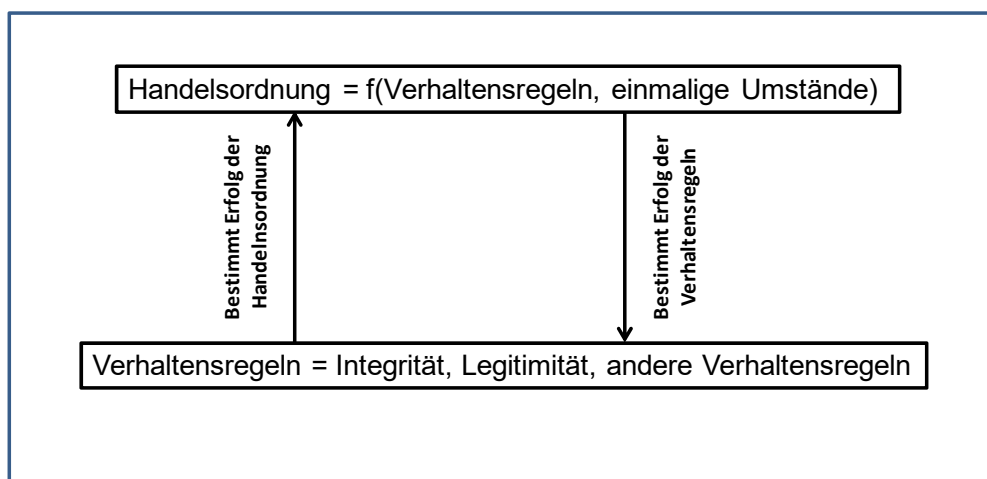 Handelsordnung = f(Verhaltensregeln, einmalige Umstände)
Bestimmt Erfolg der
Handelnsordnung
Bestimmt Erfolg der
Verhaltensregeln
Verhaltensregeln = Integrität, Legitimität, andere Verhaltensregeln